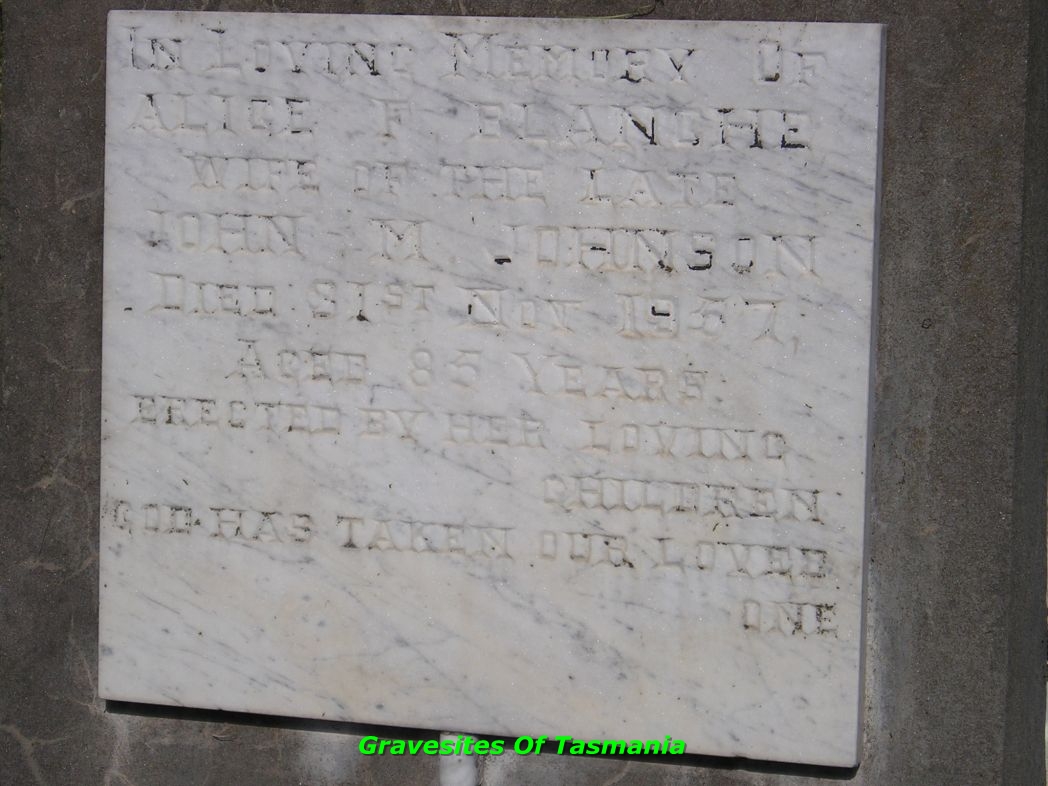 In Loving Memory Of
ALICE F BLANCHE
WIFE OF THE LATE
JOHN M. JOHNSON
Died 21st Nov 1957,
Aged 85 Years.
ERECTED BY HER LOVING
CHILDREN
GOD HAS TAKEN OUR LOVED
ONE
Gravesites Of Tasmania